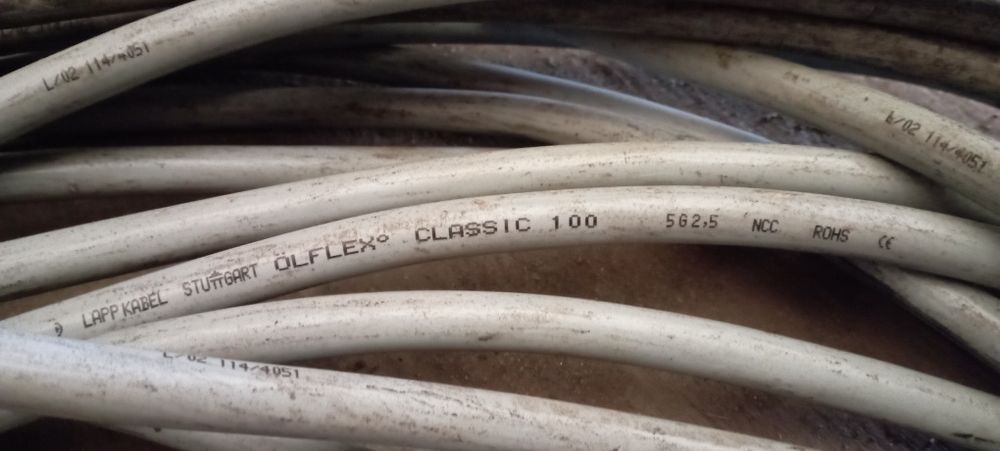 L/02 114/4051
L/02 114/4051
LAPP KABEL STUTTGART ÖLFLEX® CLASSIC 100 5G2,5 NCC ROHS CE
L/02 114/4051